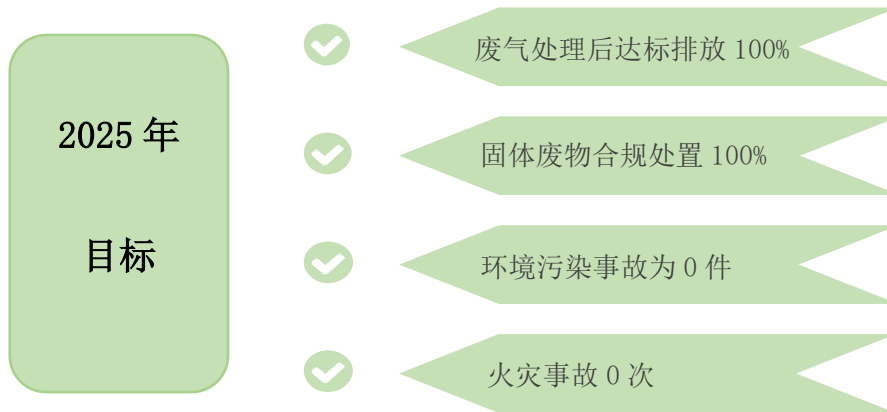 2025 年
目标
废气处理后达标排放 100%
固体废物合规处置 100%
环境污染事故为 0 件
火灾事故 0 次